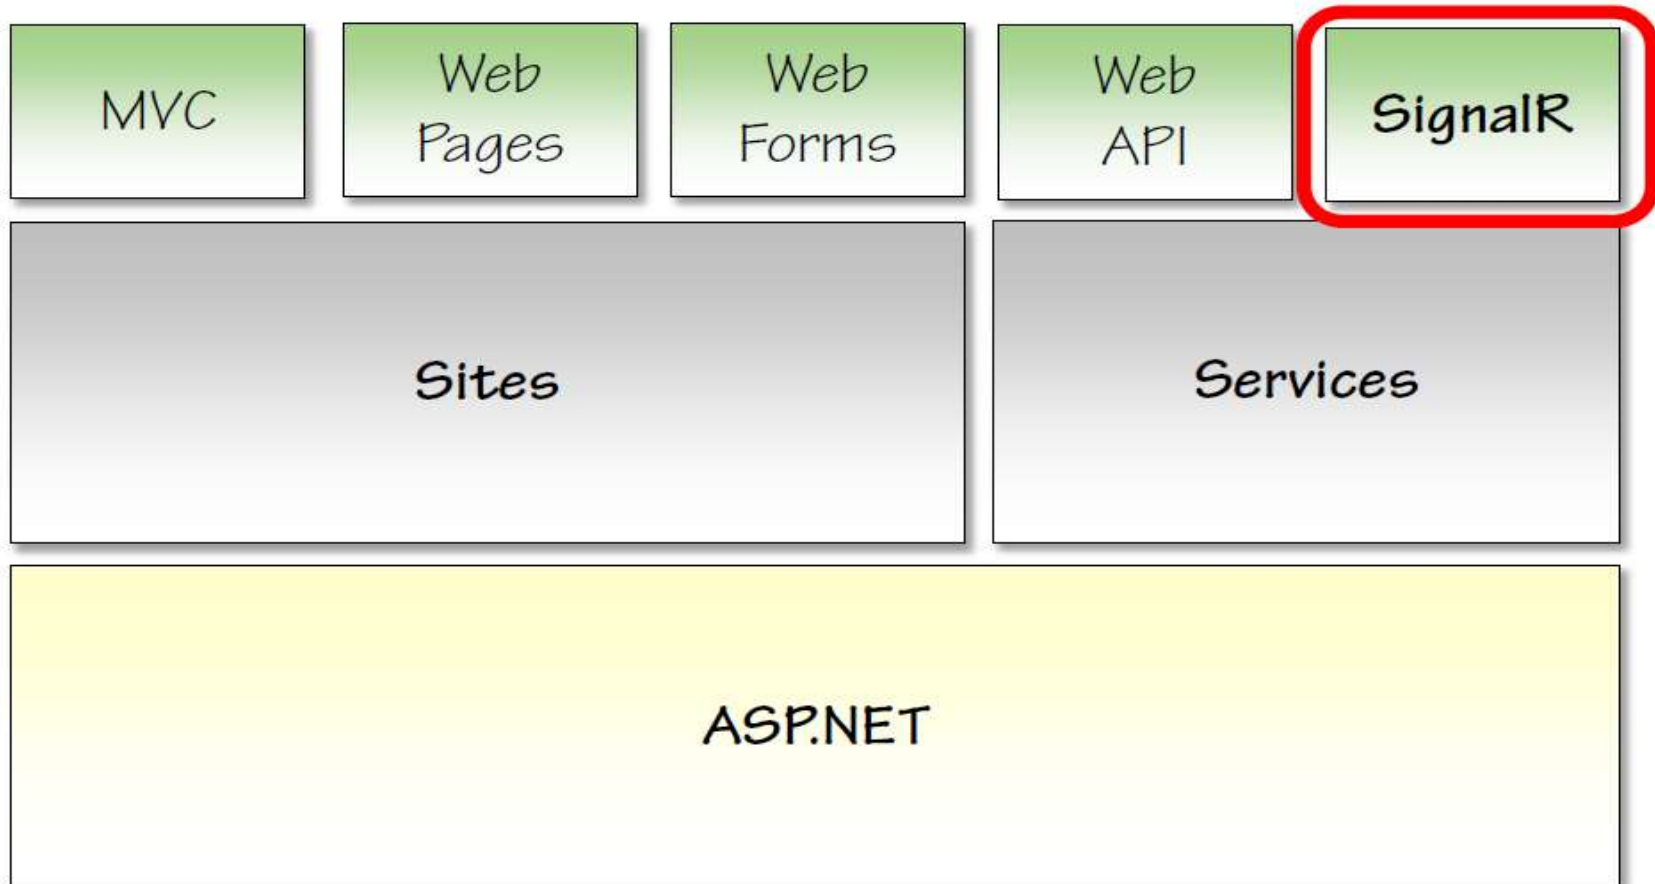 MVC
Web
Pages
Web
Forms
Web
API
SignalR
Sites
Services
ASP.NET